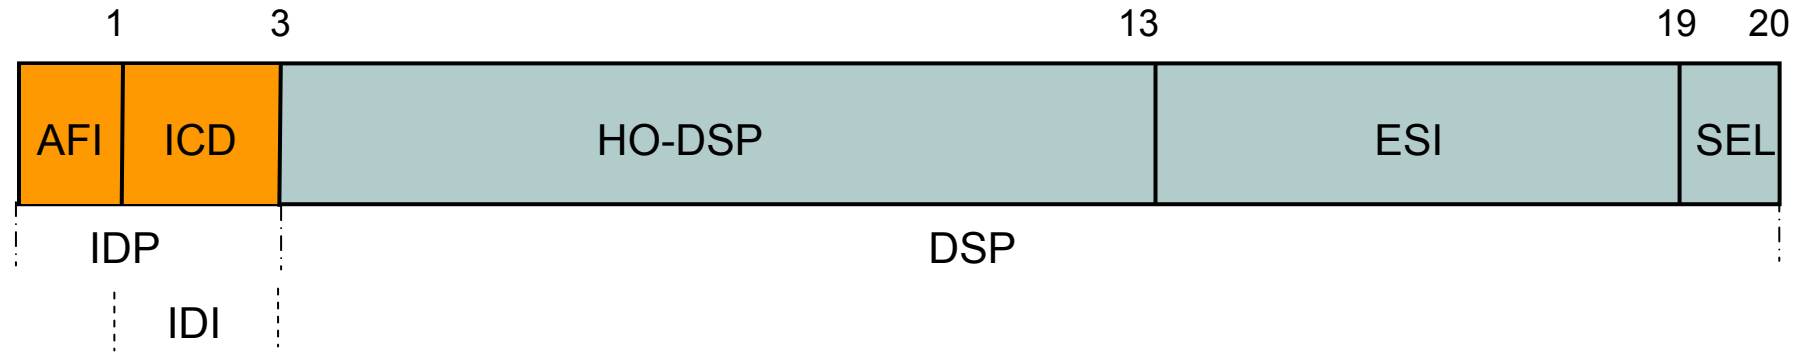 1 3 13 19 20
AFI ICD HO-DSP ESI SEL
IDP DSP
IDI